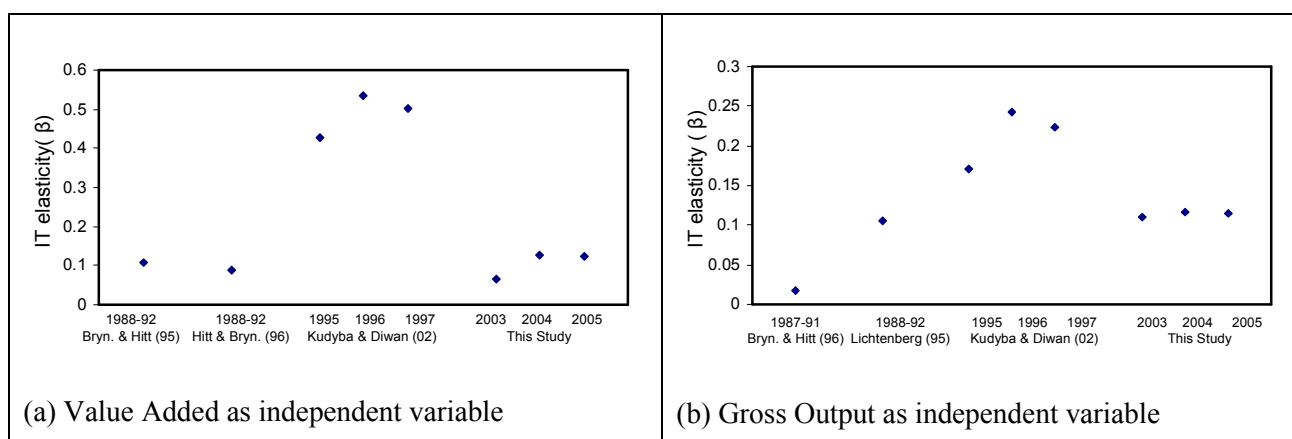 0.6
0.5
0.4
0.3
0.2
0.1
0
IT elasticity( β)
1988-92 1988-92 1995 1996 1997 2003 2004 2005
Bryn. & Hitt (95) Hitt & Bryn. (96) Kudyba & Diwan (02) This Study
(a) Value Added as independent variable
0.3
0.25
0.2
0.15
0.1
0.05
0
IT elasticity ( β)
1987-91 1988-92 1995 1996 1997 2003 2004 2005
Bryn. & Hitt (96) Lichtenberg (95) Kudyba & Diwan (02) This Study
(b) Gross Output as independent variable